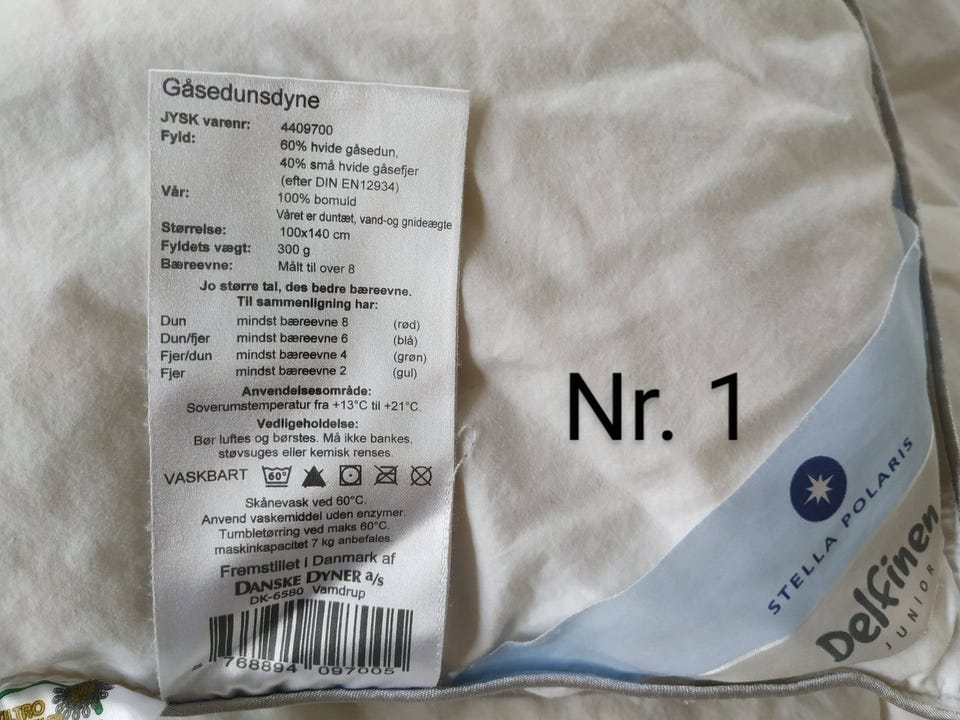 Gåsedunsdyne
JYSK varenr: 4409700
Fyld: 60% hvide gåsedun,
40% små hvide gåsefjer
(efter DIN EN12934)
Vår: 100% bomuld
Våret er duntæt, vand-og gnideægte
Størrelse: 100x140 cm
Fyldets vægt: 300 g
Bæreevne: Målt til over 8
Jo større tal, des bedre bæreevne.
Til sammenligning har:
Dun mindst bæreevne 8 (rød)
Dun/fjer mindst bæreevne 6 (blå)
Fjer/dun mindst bæreevne 4 (grøn)
Fjer mindst bæreevne 2 (gul)
Anvendelsesområde:
Soverumstemperatur fra +13°C til +21°C.
Vedligeholdelse:
Bør luftes og børstes. Må ikke bankes,
støvsuges eller kemisk renses.
VASKBART 60°
Skånevask ved 60°C.
Anvend vaskemiddel uden enzymer.
Tumbletørring ved maks 60°C.
maskinkapacitet 7 kg anbefales.
Fremstillet i Danmark af
DANSKE DYNER a/s
DK-6580 Vamdrup
768894 097005
Nr. 1
STELLA POLARIS
Delfinen
JUNIOR